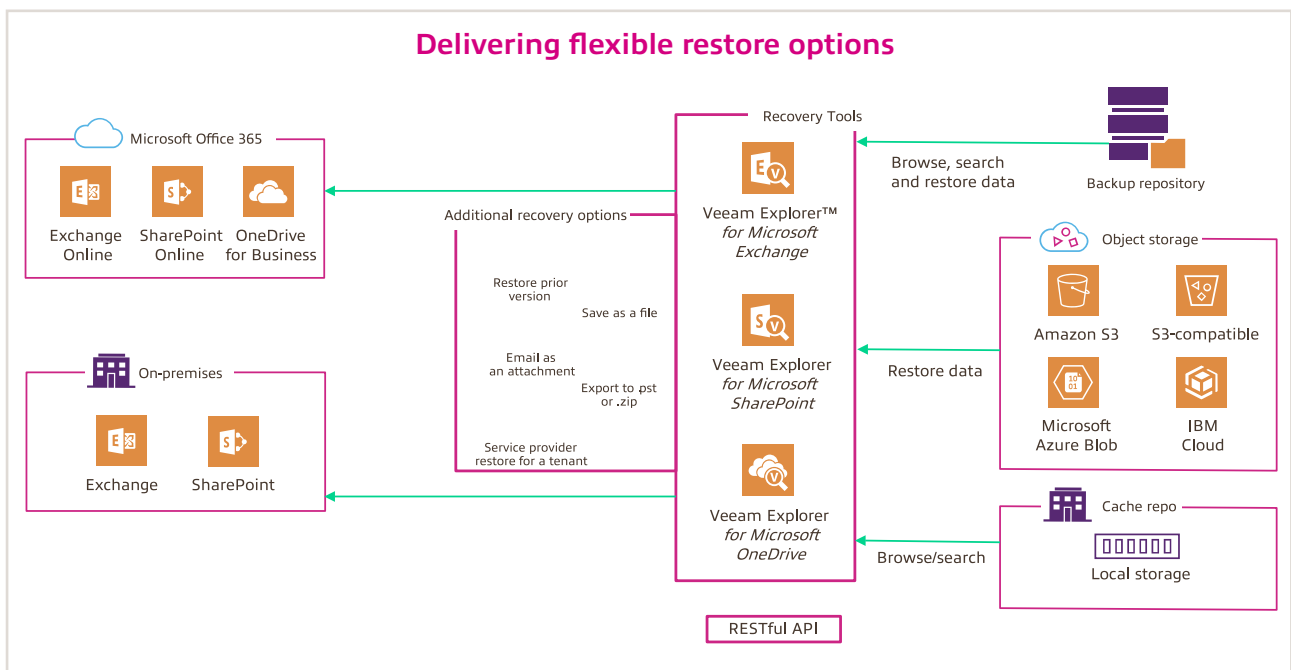 Delivering flexible restore options
Microsoft Office 365
Exchange
Online
SharePoint
Online
OneDrive
for Business
On-premises
Exchange
SharePoint
Additional recovery options
Restore prior
version
Save as a file
Email as
an attachment
Export to .pst
or .zip
Service provider
restore for a tenant
Recovery Tools
Veeam Explorer™
for Microsoft
Exchange
Veeam Explorer
for Microsoft
SharePoint
Veeam Explorer
for Microsoft
OneDrive
RESTful API
Browse, search
and restore data
Backup repository
Restore data
Object storage
Amazon S3
S3-compatible
Microsoft
Azure Blob
IBM
Cloud
Browse/search
Cache repo
Local storage